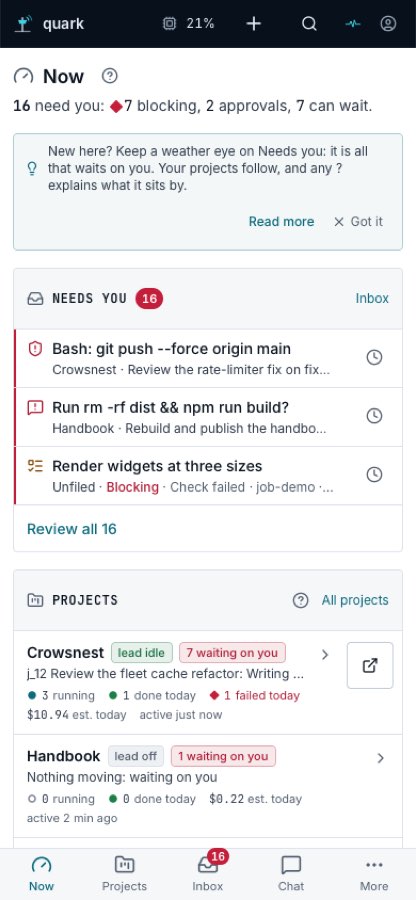 quark 21%
Now
16 need you: 7 blocking, 2 approvals, 7 can wait.
New here? Keep a weather eye on Needs you: it is all
that waits on you. Your projects follow, and any ?
explains what it sits by.
Read more Got it
NEEDS YOU 16 Inbox
Bash: git push --force origin main
Crowsnest · Review the rate-limiter fix on fix…
Run rm -rf dist && npm run build?
Handbook · Rebuild and publish the handbo…
Render widgets at three sizes
Unfiled · Blocking · Check failed · job-demo ·…
Review all 16
PROJECTS All projects
Crowsnest lead idle 7 waiting on you
j_12 Review the fleet cache refactor: Writing …
3 running 1 done today 1 failed today
$10.94 est. today active just now
Handbook lead off 1 waiting on you
Nothing moving: waiting on you
0 running 0 done today $0.22 est. today
active 2 min ago
16
Now Projects Inbox Chat More